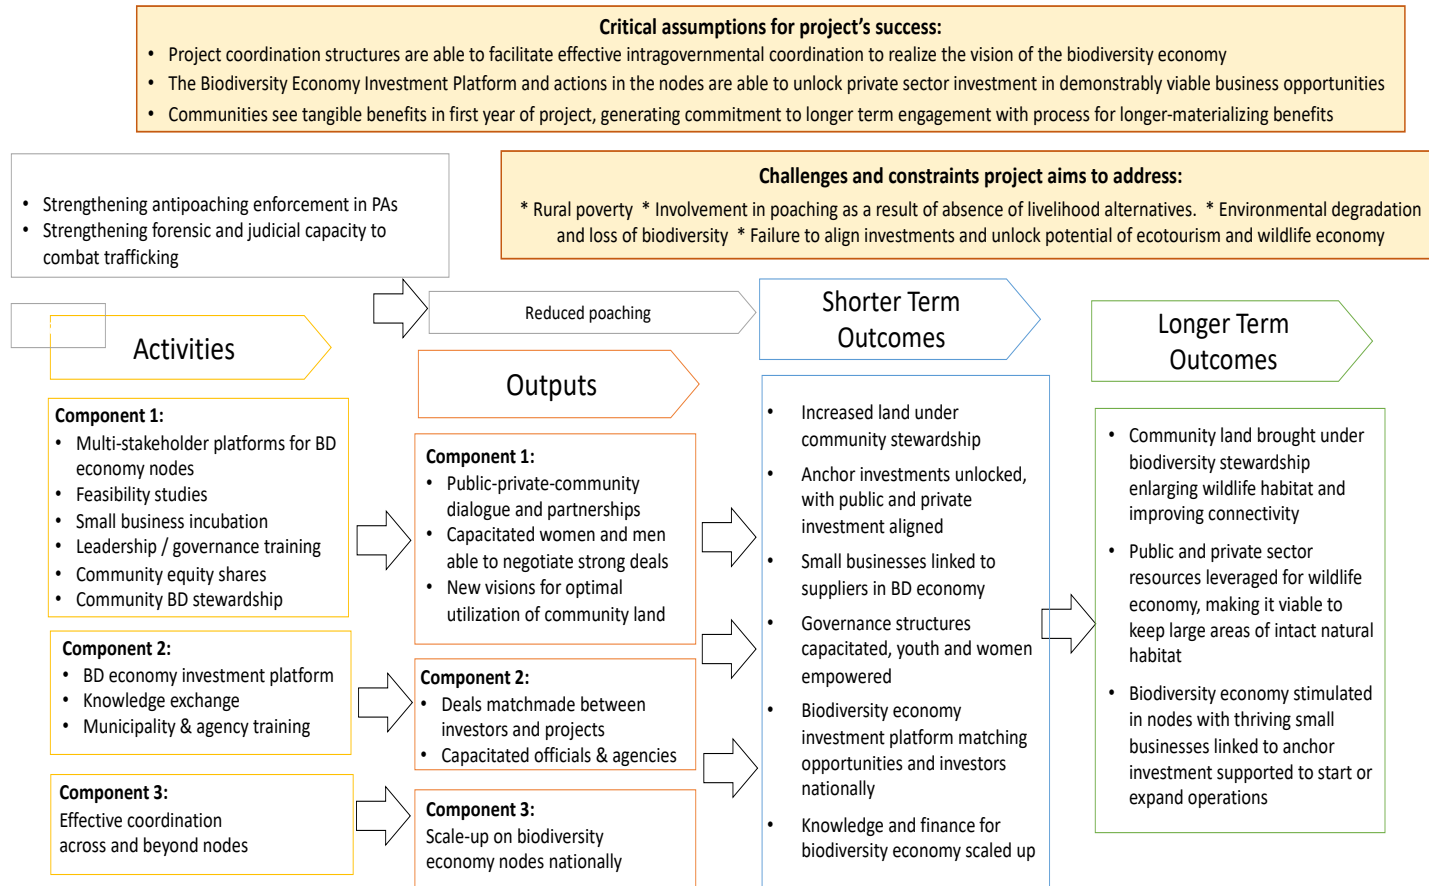 Critical assumptions for project's success:
• Project coordination structures are able to facilitate effective intragovernmental coordination to realize the vision of the biodiversity economy
• The Biodiversity Economy Investment Platform and actions in the nodes are able to unlock private sector investment in demonstrably viable business opportunities
• Communities see tangible benefits in first year of project, generating commitment to longer term engagement with process for longer-materializing benefits
• Strengthening antipoaching enforcement in PAs
• Strengthening forensic and judicial capacity to
combat trafficking
Challenges and constraints project aims to address:
* Rural poverty * Involvement in poaching as a result of absence of livelihood alternatives. * Environmental degradation
and loss of biodiversity * Failure to align investments and unlock potential of ecotourism and wildlife economy
Reduced poaching
Activities
Component 1:
• Multi-stakeholder platforms for BD
economy nodes
• Feasibility studies
• Small business incubation
• Leadership / governance training
• Community equity shares
• Community BD stewardship
Component 2:
• BD economy investment platform
• Knowledge exchange
• Municipality & agency training
Component 3:
Effective coordination
across and beyond nodes
Outputs
Component 1:
• Public-private-community
dialogue and partnerships
• Capacitated women and men
able to negotiate strong deals
• New visions for optimal
utilization of community land
Component 2:
• Deals matchmade between
investors and projects
• Capacitated officials & agencies
Component 3:
Scale-up on biodiversity
economy nodes nationally
Shorter Term
Outcomes
• Increased land under
community stewardship
• Anchor investments unlocked,
with public and private
investment aligned
• Small businesses linked to
suppliers in BD economy
• Governance structures
capacitated, youth and women
empowered
• Biodiversity economy
investment platform matching
opportunities and investors
nationally
• Knowledge and finance for
biodiversity economy scaled up
Longer Term
Outcomes
• Community land brought under
biodiversity stewardship
enlarging wildlife habitat and
improving connectivity
• Public and private sector
resources leveraged for wildlife
economy, making it viable to
keep large areas of intact natural
habitat
• Biodiversity economy stimulated
in nodes with thriving small
businesses linked to anchor
investment supported to start or
expand operations